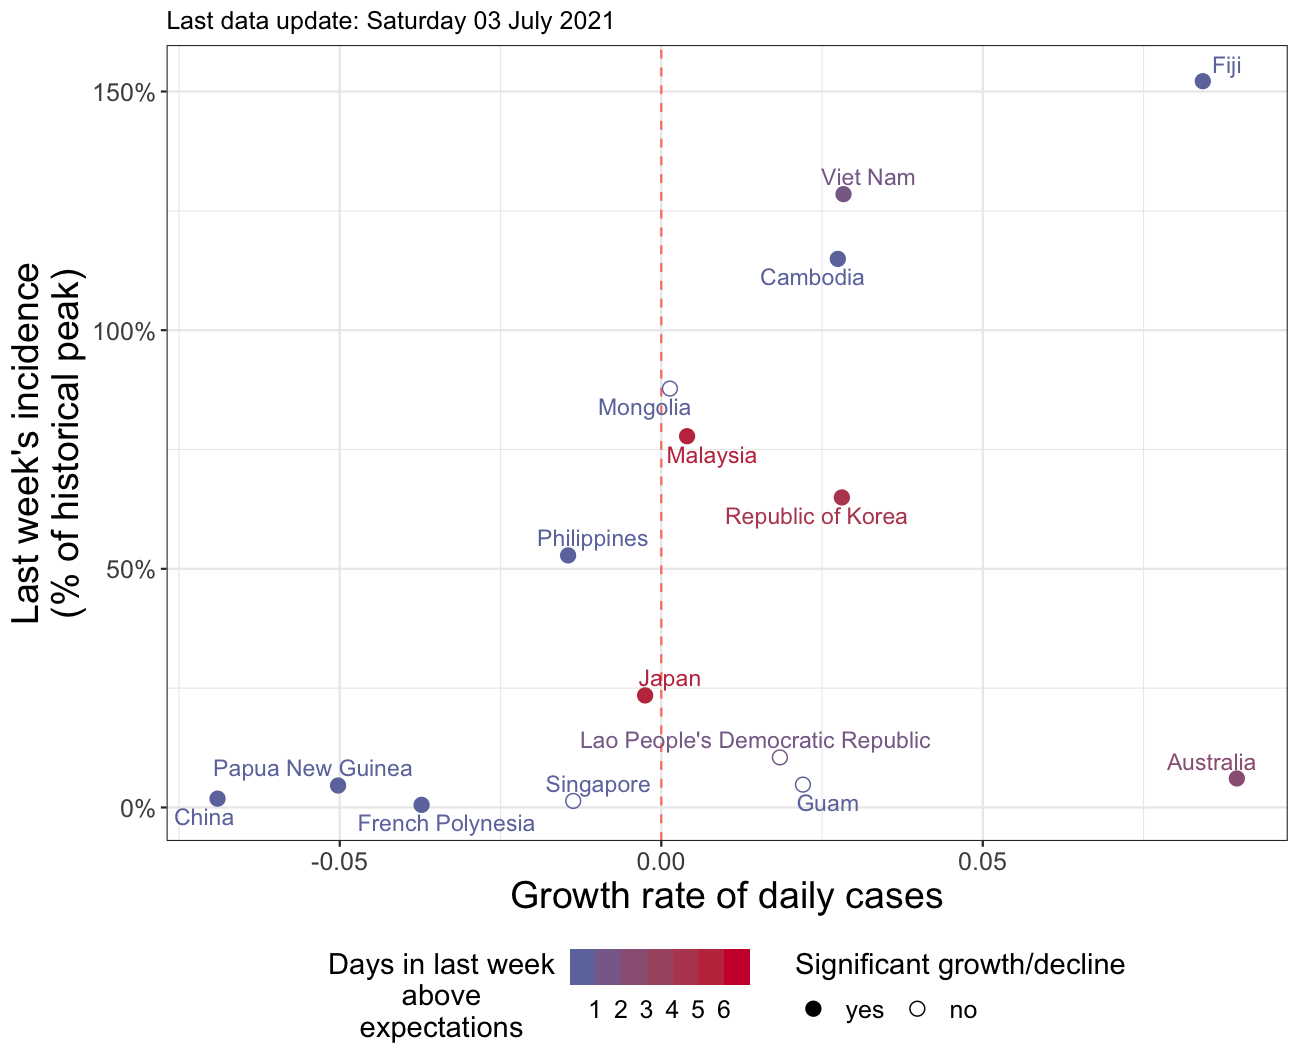 Last data update: Saturday 03 July 2021
Last week's incidence
(% of historical peak)
150%
100%
50%
0%
Fiji
Viet Nam
Cambodia
Mongolia
Malaysia
Republic of Korea
Philippines
Japan
Lao People's Democratic Republic
Australia
Papua New Guinea
Singapore
Guam
China
French Polynesia
-0.05 0.00 0.05
Growth rate of daily cases
Days in last week
above
expectations
1 2 3 4 5 6
Significant growth/decline
yes no